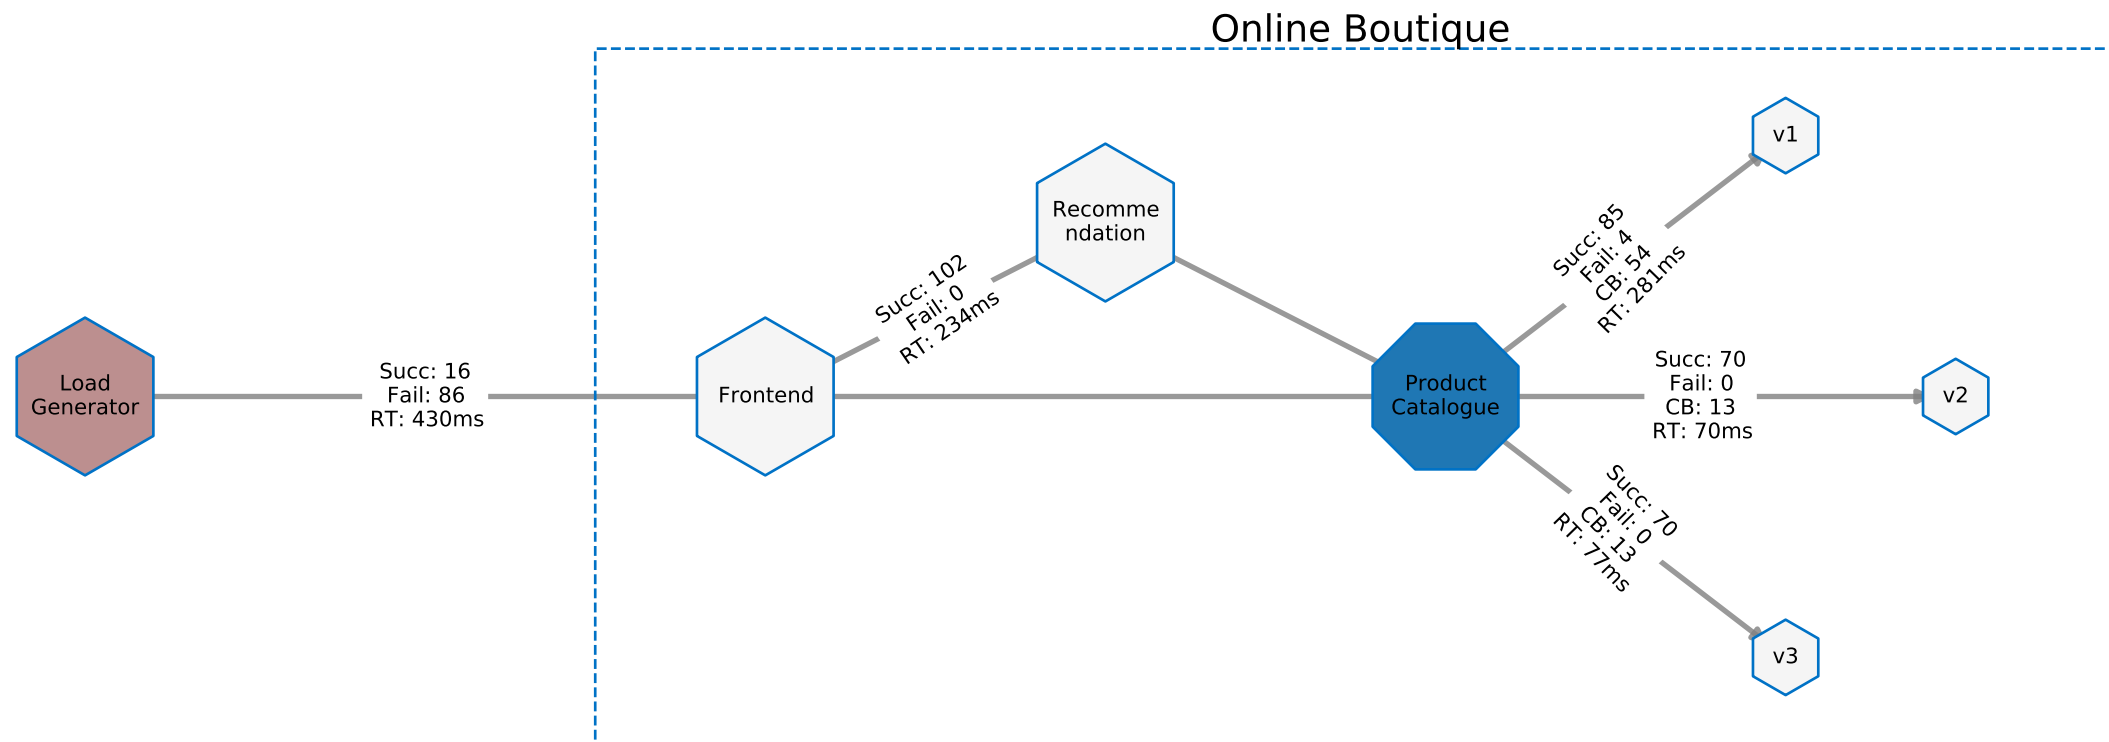 Online Boutique
v1
Recomme
ndation
Succ: 85
Fail: 4
CB: 54
RT: 281ms
Succ: 102
Fail: 0
RT: 234ms
Load
Generator
Succ: 16
Fail: 86
RT: 430ms
Frontend
Product
Catalogue
Succ: 70
Fail: 0
CB: 13
RT: 70ms
v2
Succ: 70
Fail: 0
CB: 13
RT: 77ms
v3